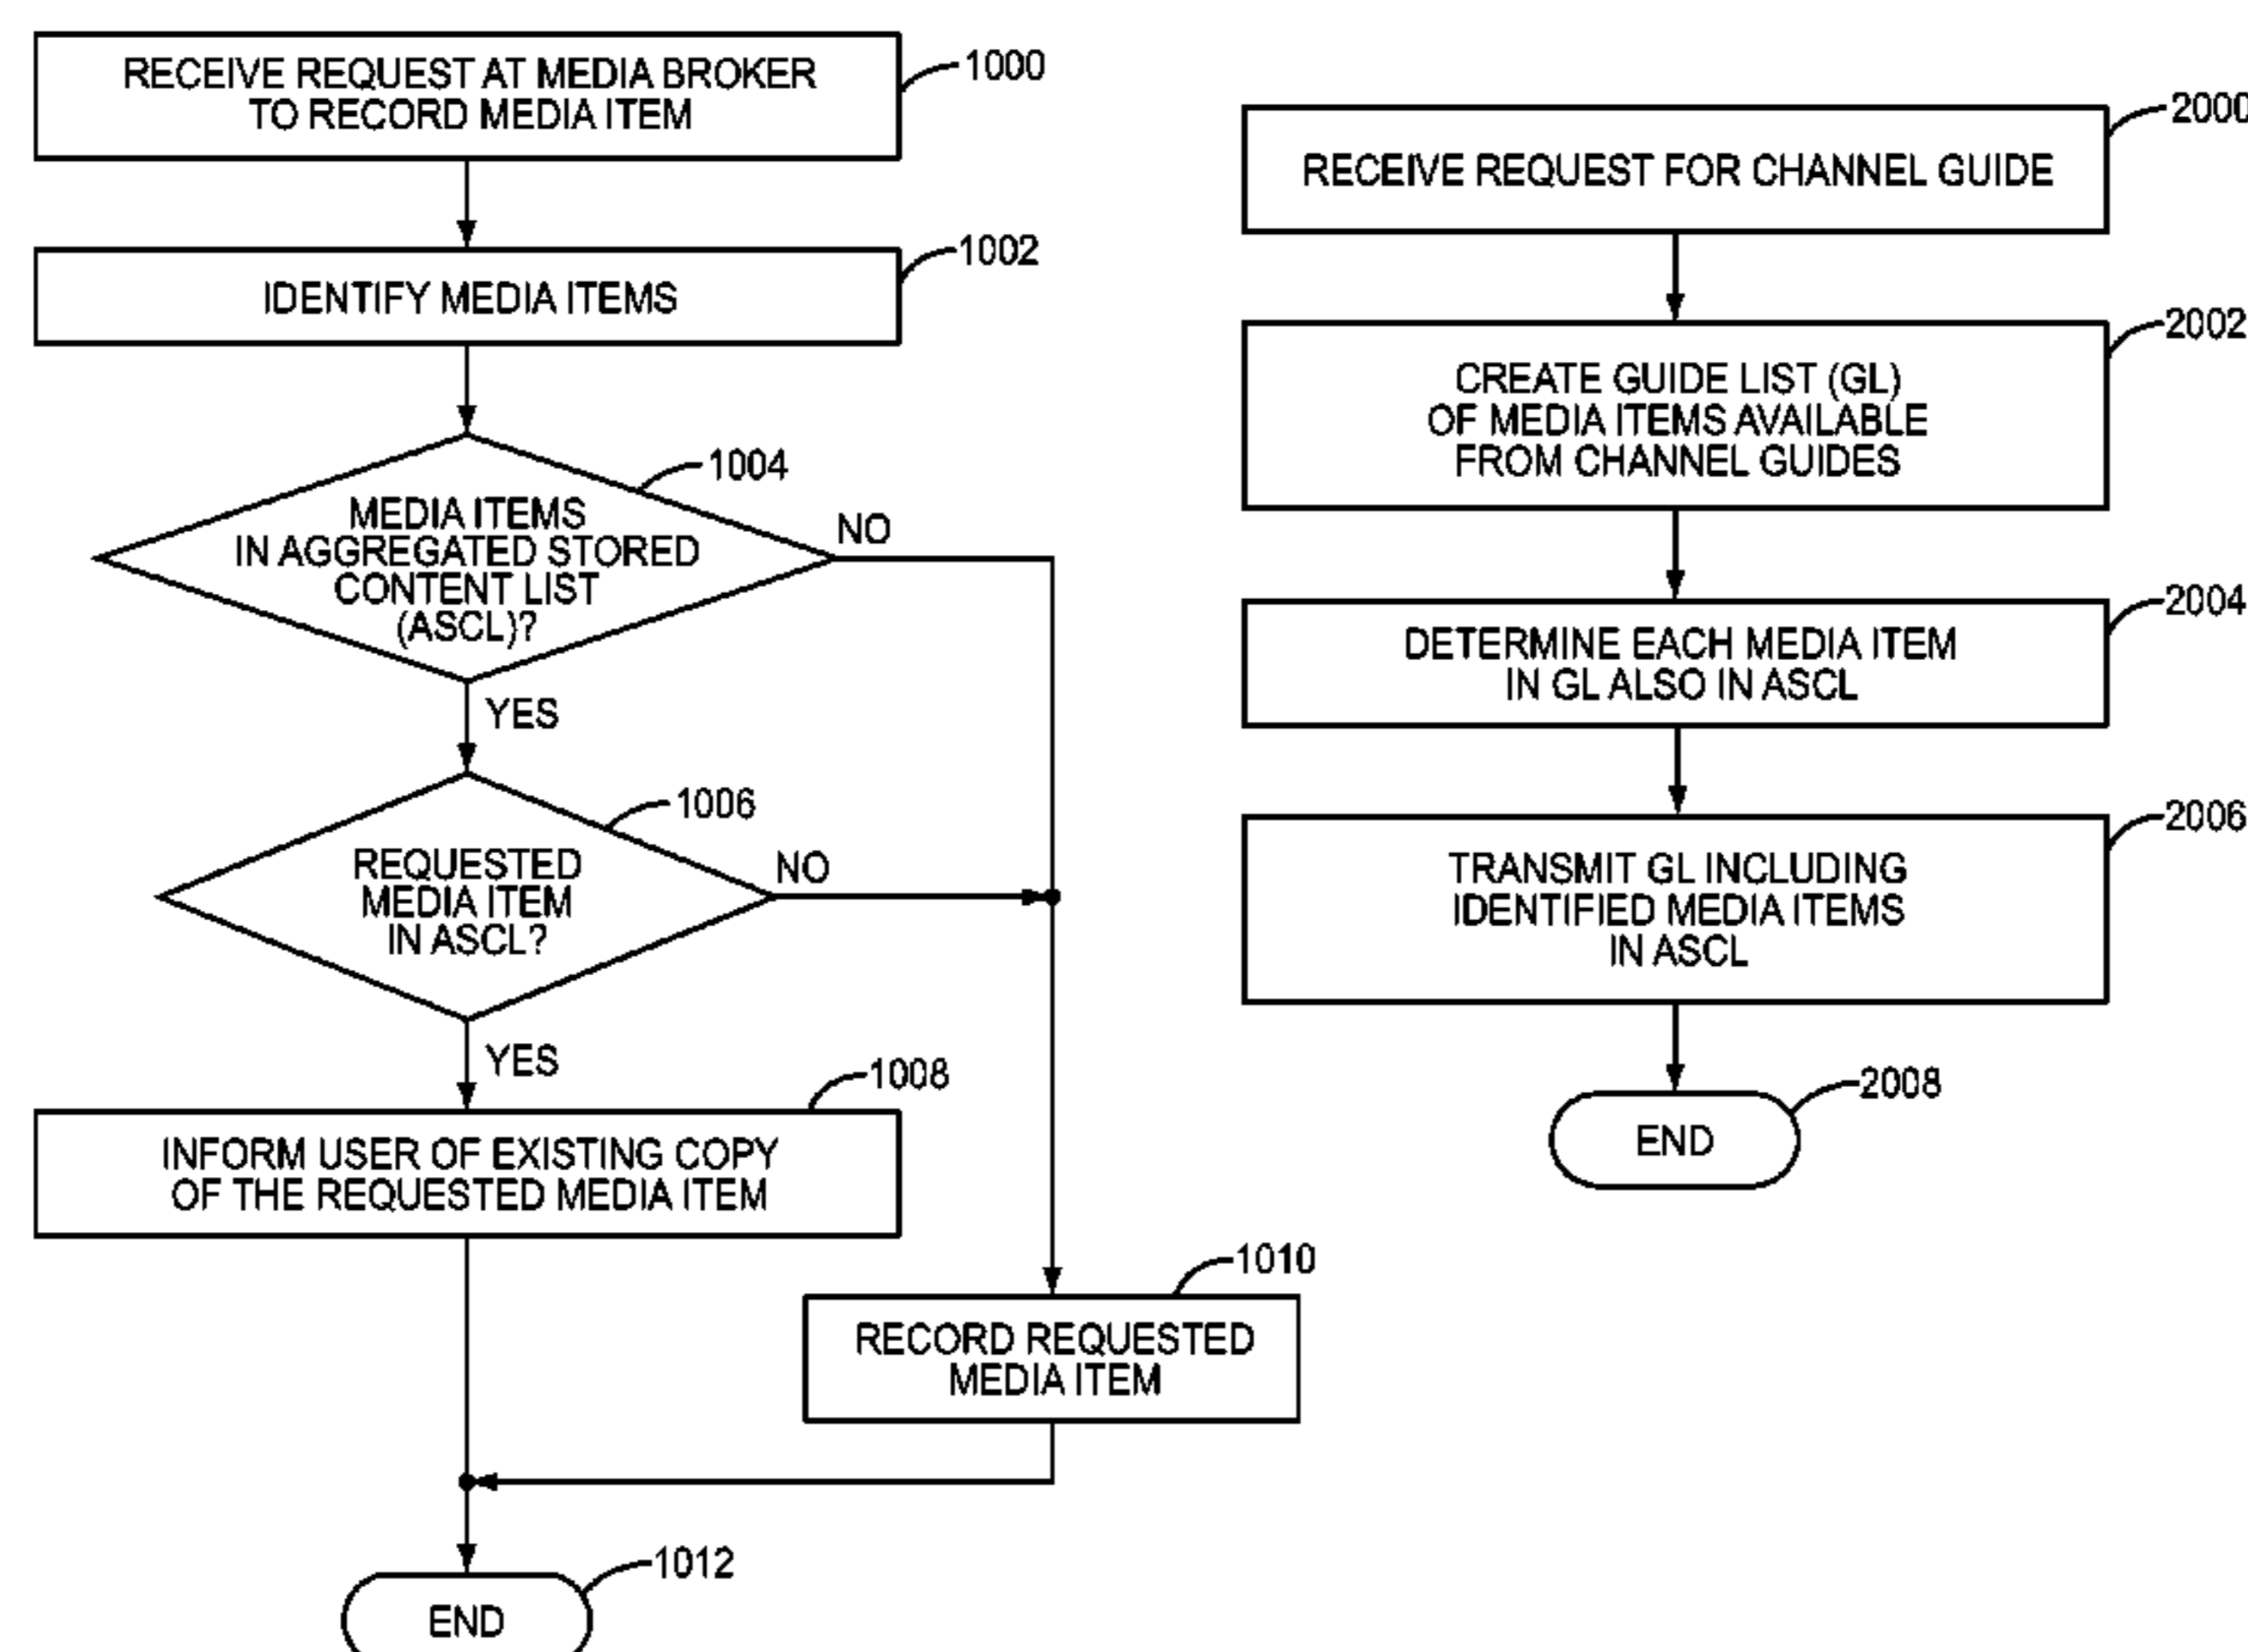 RECEIVE REQUEST AT MEDIA BROKER
TO RECORD MEDIA ITEM
1000
IDENTIFY MEDIA ITEMS
1002
MEDIA ITEMS
IN AGGREGATED STORED
CONTENT LIST
(ASCL)?
1004
NO
YES
REQUESTED
MEDIA ITEM
IN ASCL?
1006
NO
YES
INFORM USER OF EXISTING COPY
OF THE REQUESTED MEDIA ITEM
1008
RECORD REQUESTED
MEDIA ITEM
1010
END
1012
RECEIVE REQUEST FOR CHANNEL GUIDE
2000
CREATE GUIDE LIST (GL)
OF MEDIA ITEMS AVAILABLE
FROM CHANNEL GUIDES
2002
DETERMINE EACH MEDIA ITEM
IN GL ALSO IN ASCL
2004
TRANSMIT GL INCLUDING
IDENTIFIED MEDIA ITEMS
IN ASCL
2006
END
2008